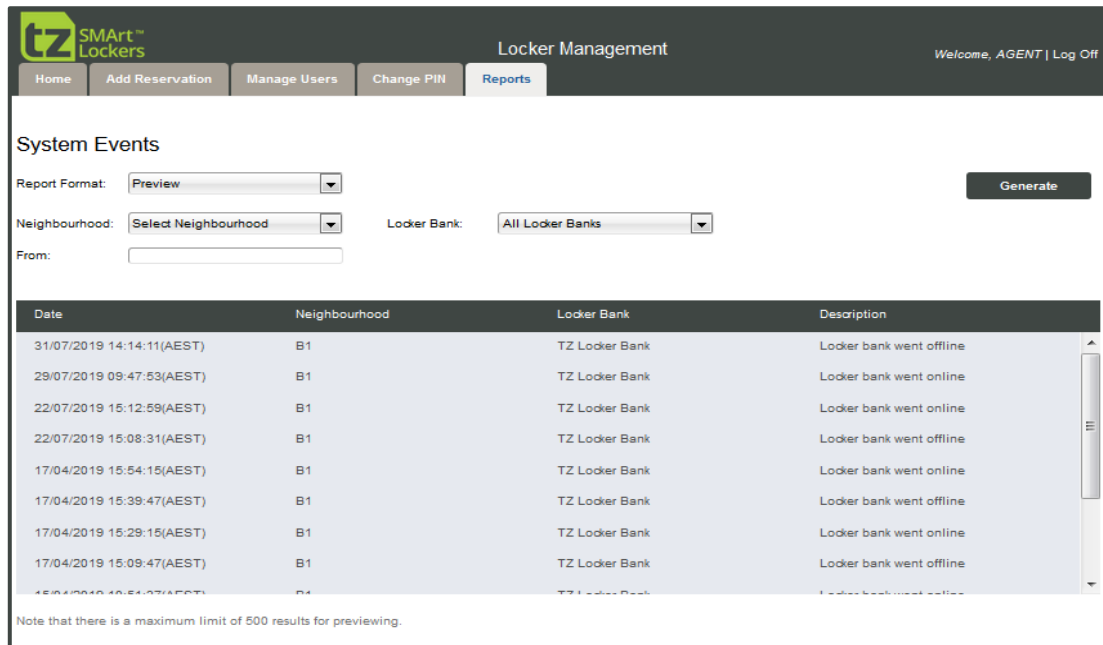 tz SMArt™
Lockers
Locker Management
Welcome, AGENT | Log Off
Home Add Reservation Manage Users Change PIN Reports
System Events
Report Format: Preview Generate
Neighbourhood: Select Neighbourhood Locker Bank: All Locker Banks
From:
Date Neighbourhood Locker Bank Description
31/07/2019 14:14:11(AEST) B1 TZ Locker Bank Locker bank went offline
29/07/2019 09:47:53(AEST) B1 TZ Locker Bank Locker bank went online
22/07/2019 15:12:59(AEST) B1 TZ Locker Bank Locker bank went offline
22/07/2019 15:08:31(AEST) B1 TZ Locker Bank Locker bank went offline
17/04/2019 15:54:15(AEST) B1 TZ Locker Bank Locker bank went online
17/04/2019 15:39:47(AEST) B1 TZ Locker Bank Locker bank went offline
17/04/2019 15:29:15(AEST) B1 TZ Locker Bank Locker bank went online
17/04/2019 15:09:47(AEST) B1 TZ Locker Bank Locker bank went offline
B1 TZ Locker Bank Locker bank went online
Note that there is a maximum limit of 500 results for previewing.